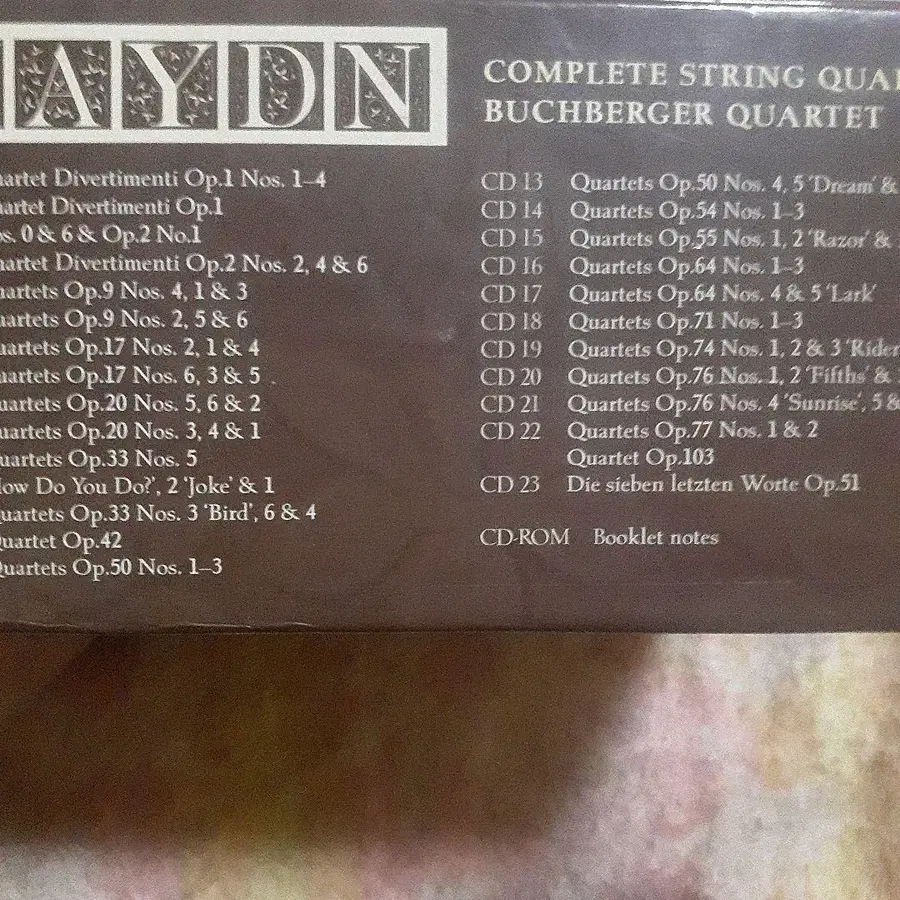 HAYDN
uartet Divertimenti Op.1 Nos. 1–4
uartet Divertimenti Op.1
os. 0 & 6 & Op.2 No.1
uartet Divertimenti Op.2 Nos. 2, 4 & 6
uartets Op.9 Nos. 4, 1 & 3
uartets Op.9 Nos. 2, 5 & 6
uartets Op.17 Nos. 2, 1 & 4
uartets Op.17 Nos. 6, 3 & 5
uartets Op.20 Nos. 5, 6 & 2
uartets Op.20 Nos. 3, 4 & 1
uartets Op.33 Nos. 5
How Do You Do?', 2 'Joke' & 1
Quartets Op.33 Nos. 3 'Bird', 6 & 4
Quartet Op.42
Quartets Op.50 Nos. 1–3
COMPLETE STRING QUA
BUCHBERGER QUARTET
CD 13 Quartets Op.50 Nos. 4, 5 'Dream' &
CD 14 Quartets Op.54 Nos. 1–3
CD 15 Quartets Op.55 Nos. 1, 2 'Razor' &
CD 16 Quartets Op.64 Nos. 1–3
CD 17 Quartets Op.64 Nos. 4 & 5 'Lark'
CD 18 Quartets Op.71 Nos. 1–3
CD 19 Quartets Op.74 Nos. 1, 2 & 3 'Rider
CD 20 Quartets Op.76 Nos. 1, 2 'Fifths' &
CD 21 Quartets Op.76 Nos. 4 'Sunrise', 5 &
CD 22 Quartets Op.77 Nos. 1 & 2
Quartet Op.103
CD 23 Die sieben letzten Worte Op.51
CD-ROM Booklet notes